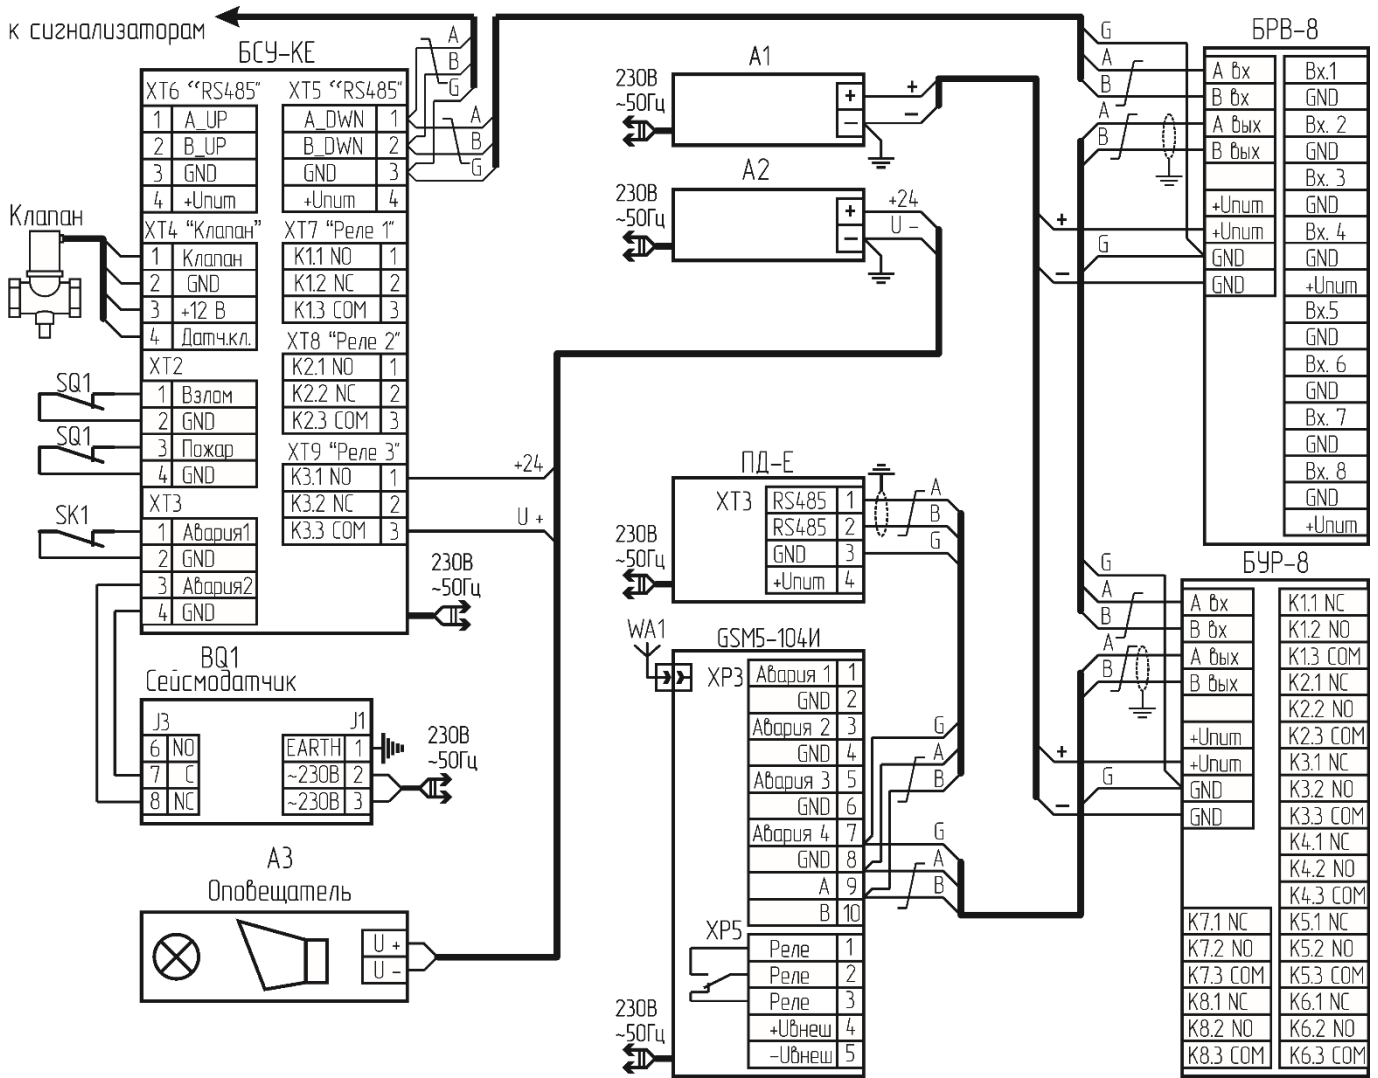 к сигнализаторам
БСУ-КЕ
XT6 “RS485”
1 A_UP
2 B_UP
3 GND
4 +Uпит
XT5 “RS485”
A_DWN 1
B_DWN 2
GND 3
+Uпит 4
A
B
G
A
B
G
Клапан
XT4 “Клапан”
1 Клапан
2 GND
3 +12 В
4 Датч.кл.
XT7 “Реле 1”
K1.1 NO 1
K1.2 NC 2
K1.3 COM 3
XT8 “Реле 2”
K2.1 NO 1
K2.2 NC 2
K2.3 COM 3
XT2
SQ1
1 Взлом
2 GND
SQ1
3 Пожар
4 GND
XT9 “Реле 3”
K3.1 NO 1
K3.2 NC 2
K3.3 COM 3
+24
U +
XT3
SK1
1 Авария1
2 GND
3 Авария2
4 GND
230В
~50Гц
BQ1
Сейсмодатчик
J3
6 NO
7 C
8 NC
J1
EARTH 1
~230В 2
~230В 3
230В
~50Гц
A3
Оповещатель
U +
U -
A1
230В
~50Гц
+
-
+
-
A2
230В
~50Гц
+
-
+24
U -
ПД-Е
230В
~50Гц
XT3
RS485 1
RS485 2
GND 3
+Uпит 4
A
B
G
WA1
GSM5-104И
XP3
Авария 1 1
GND 2
Авария 2 3
GND 4
Авария 3 5
GND 6
Авария 4 7
GND 8
A 9
B 10
G
A
B
G
A
B
XP5
Реле 1
Реле 2
Реле 3
+Uвнеш 4
-Uвнеш 5
230В
~50Гц
БРВ-8
G
A
B
A
B
+
G
-
A вх
B вх
A вых
B вых
+Uпит
+Uпит
GND
GND
Вх.1
GND
Вх. 2
GND
Вх. 3
GND
Вх. 4
GND
+Uпит
Вх.5
GND
Вх. 6
GND
Вх. 7
GND
Вх. 8
GND
+Uпит
БУР-8
G
A
B
A
B
+
G
-
A вх
B вх
A вых
B вых
+Uпит
+Uпит
GND
GND
K7.1 NC
K7.2 NO
K7.3 COM
K8.1 NC
K8.2 NO
K8.3 COM
K1.1 NC
K1.2 NO
K1.3 COM
K2.1 NC
K2.2 NO
K2.3 COM
K3.1 NC
K3.2 NO
K3.3 COM
K4.1 NC
K4.2 NO
K4.3 COM
K5.1 NC
K5.2 NO
K5.3 COM
K6.1 NC
K6.2 NO
K6.3 COM